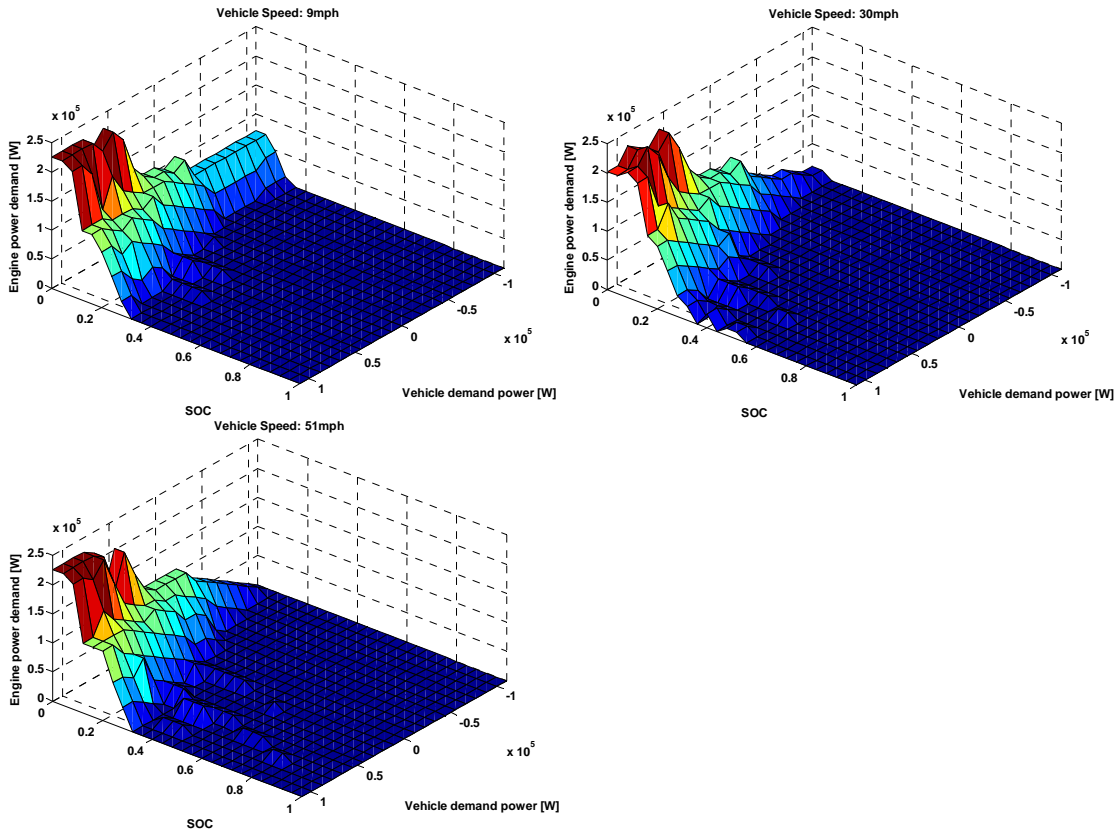 Vehicle Speed: 9mph
x 10^5
2.5
2
1.5
1
0.5
0
Engine power demand [W]
0
0.2
0.4
0.6
0.8
1
SOC
1
0.5
0
-0.5
-1
x 10^5
Vehicle demand power [W]
Vehicle Speed: 30mph
x 10^5
2.5
2
1.5
1
0.5
0
Engine power demand [W]
0
0.2
0.4
0.6
0.8
1
SOC
1
0.5
0
-0.5
-1
x 10^5
Vehicle demand power [W]
Vehicle Speed: 51mph
x 10^5
2.5
2
1.5
1
0.5
0
Engine power demand [W]
0
0.2
0.4
0.6
0.8
1
SOC
1
0.5
0
-0.5
-1
x 10^5
Vehicle demand power [W]